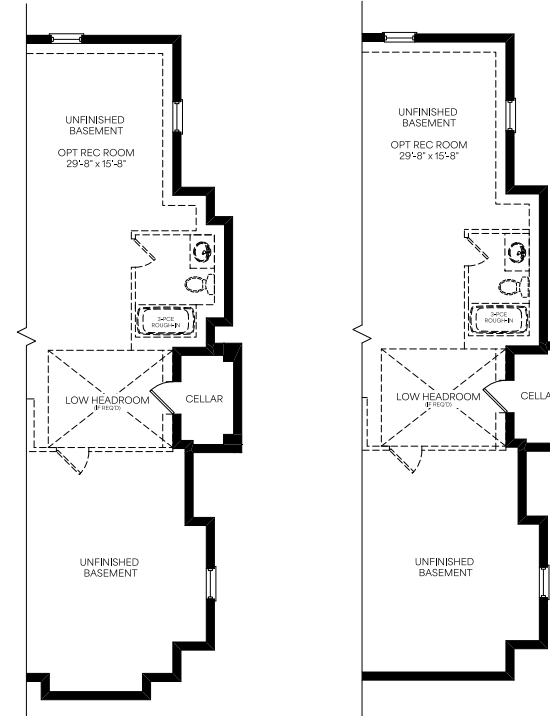 UNFINISHED
BASEMENT
OPT REC ROOM
29'-8" x 15'-8"
3-PCE
ROUGH-IN
LOW HEADROOM
(IF REQ'D)
CELLAR
UNFINISHED
BASEMENT
UNFINISHED
BASEMENT
OPT REC ROOM
29'-8" x 15'-8"
3-PCE
ROUGH-IN
LOW HEADROOM
(IF REQ'D)
CELLA
UNFINISHED
BASEMENT